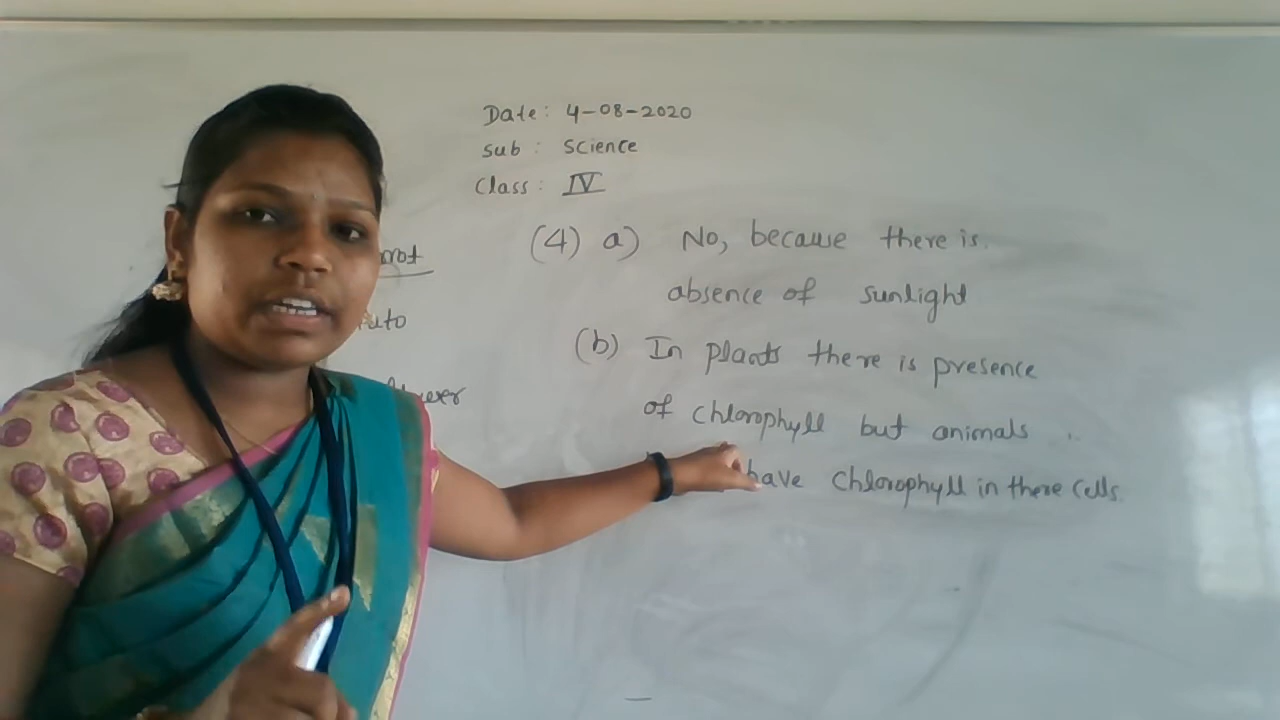 Date: 4-08-2020
Sub: Science
Class: IV
(4) a) No, because there is.
absence of sunlight
(b) In plants there is presence
of chlorophyll but animals
have chlorophyll in there cells.